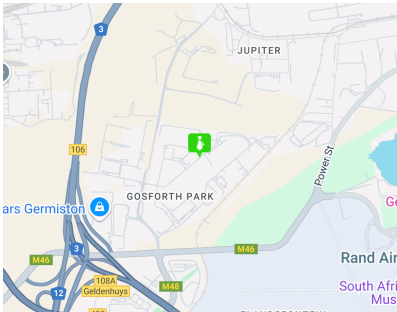 3
JUPITER
106
Power St
GOSFORTH PARK
ars Germiston
Ge
3
M46
M46
Rand Air
108A
Geldenhuys
12
M48
South Afri
Mus